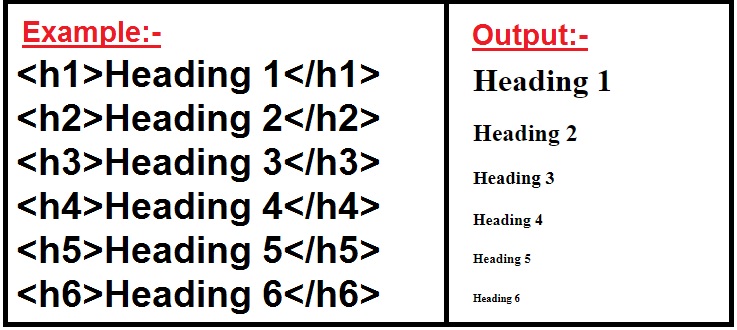 Example:-
<h1>Heading 1</h1>
<h2>Heading 2</h2>
<h3>Heading 3</h3>
<h4>Heading 4</h4>
<h5>Heading 5</h5>
<h6>Heading 6</h6>
Output:-
Heading 1
Heading 2
Heading 3
Heading 4
Heading 5
Heading 6